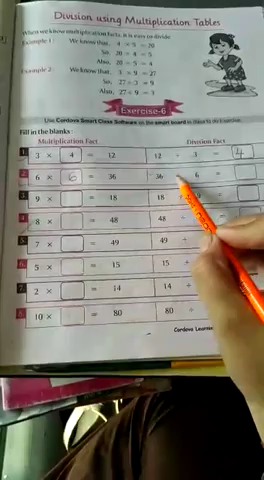 Division using Multiplication Tables
When we know multiplication facts, it is easy to divide
Example 1 : We know that, 4 × 5 = 20
So, 20 ÷ 4 = 5
Also, 20 ÷ 5 = 4
Example 2 : We know that, 3 × 9 = 27
So, 27 ÷ 3 = 9
Also, 27 ÷ 9 = 3
Exercise-6
Use Cordova Smart Class Software on the smart board in class to do Exercise.
Fill in the blanks :
Multiplication Fact Division Fact
1. 3 × 4 = 12 12 ÷ 3 = 4
2. 6 × 6 = 36 36 ÷ 6 =
3. 9 × = 18 18 ÷ 9 =
4. 8 × = 48 48
5. 7 × = 49 49 ÷
6. 5 × = 15 15 ÷
7. 2 × = 14 14 ÷
8. 10 × = 80 80 ÷
Cordova